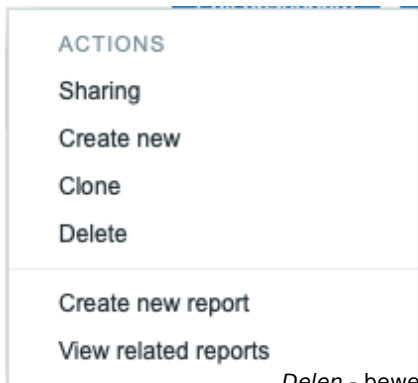 ACTIONS
Sharing
Create new
Clone
Delete
Create new report
View related reports
Delen - bewe